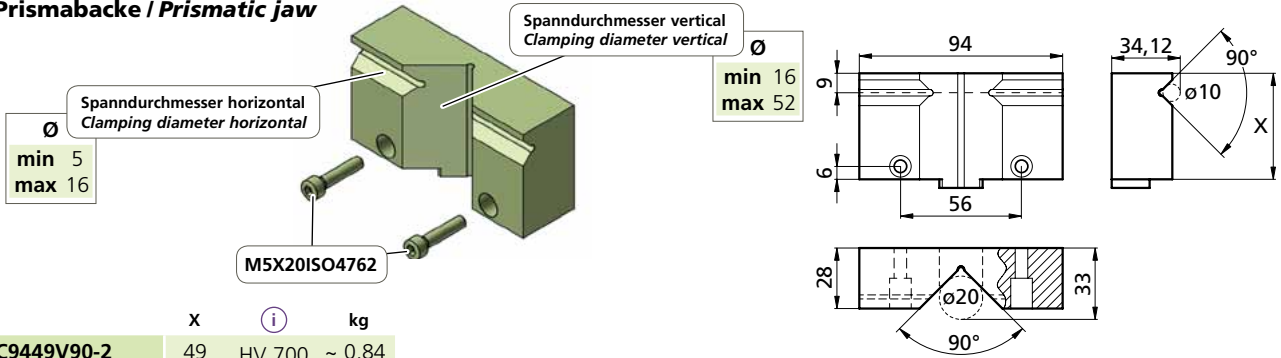 Prismabacke / Prismatic jaw
Spanndurchmesser vertical
Clamping diameter vertical
Ø
min 16
max 52
Spanndurchmesser horizontal
Clamping diameter horizontal
Ø
min 5
max 16
M5X20ISO4762
94
9
6
56
34,12
90°
ø10
X
28
ø20
33
90°
X i kg
C9449V90-2 49 HV 700 ~ 0.84